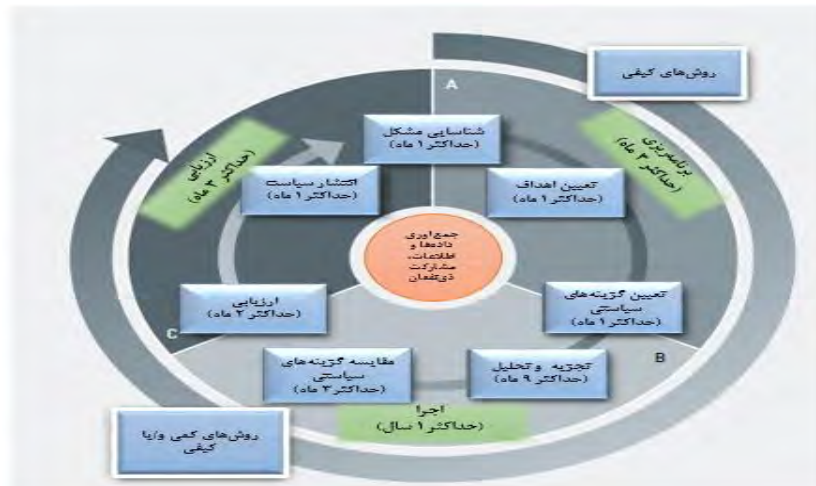 روش‌های کیفی
A
شناسایی مشکل
(حداکثر ۱ ماه)
برنامه‌ریزی
(حداکثر ۳ ماه)
تعیین اهداف
(حداکثر ۱ ماه)
تعیین گزینه‌های
سیاستی
(حداکثر ۱ ماه)
B
تجزیه و تحلیل
(حداکثر ۹ ماه)
مقایسه گزینه‌های
سیاستی
(حداکثر ۳ ماه)
اجرا
(حداکثر ۱ سال)
روش‌های کمی و/یا
کیفی
C
ارزیابی
(حداکثر ۲ ماه)
انتشار سیاست
(حداکثر ۱ ماه)
ارزیابی
(حداکثر ۳ ماه)
جمع‌آوری
داده‌ها و
اطلاعات،
مشارکت
ذی‌نفعان